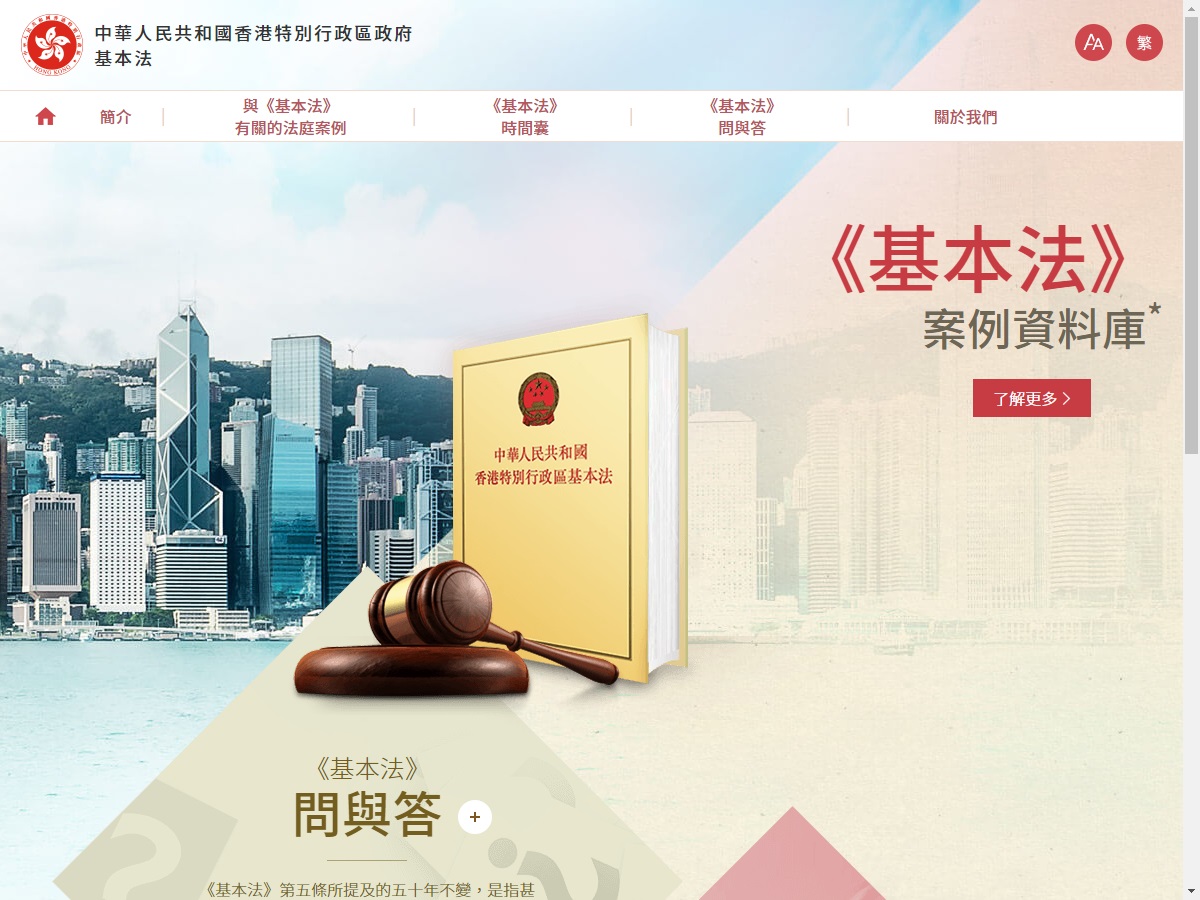 中華人民共和國香港特別行政區政府
基本法
AA
繁
簡介
與《基本法》
有關的法庭案例
《基本法》
時間囊
《基本法》
問與答
關於我們
《基本法》
案例資料庫*
了解更多
中華人民共和國
香港特別行政區基本法
《基本法》
問與答
+
《基本法》第五條所提及的五十年不變，是指甚